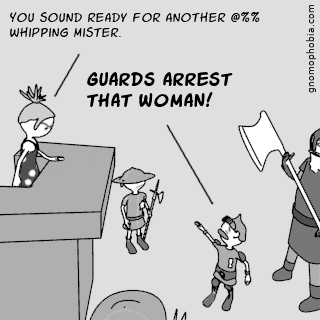 YOU SOUND READY FOR ANOTHER @%%
WHIPPING MISTER.
GUARDS ARREST
THAT WOMAN!
gnomophobia.com